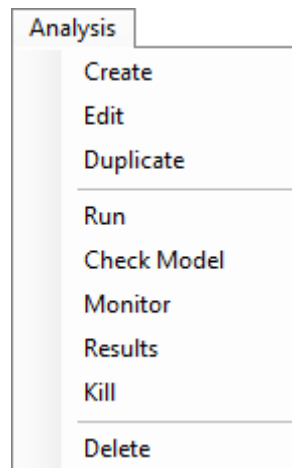 Analysis
Create
Edit
Duplicate
Run
Check Model
Monitor
Results
Kill
Delete